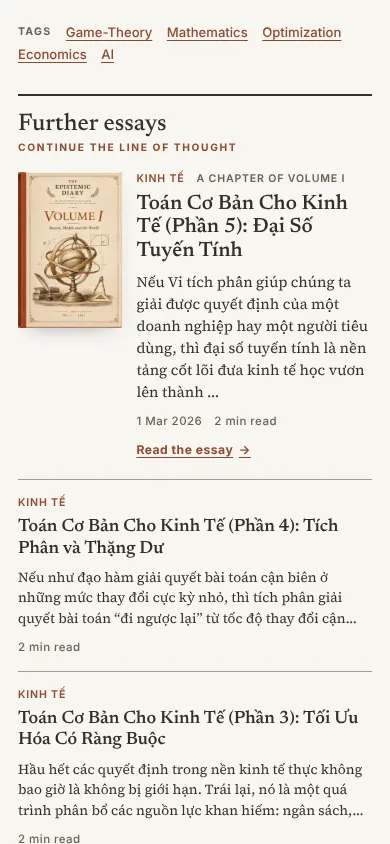 TAGS Game-Theory Mathematics Optimization
Economics AI
Further essays
CONTINUE THE LINE OF THOUGHT
THE
EPISTEMIC
DIARY
VOLUME I
KINH TẾ A CHAPTER OF VOLUME I
Toán Cơ Bản Cho Kinh
Tế (Phần 5): Đại Số
Tuyến Tính
Nếu Vi tích phân giúp chúng ta
giải được quyết định của một
doanh nghiệp hay một người tiêu
dùng, thì đại số tuyến tính là nền
tảng cốt lõi đưa kinh tế học vươn
lên thành ...
1 Mar 2026 2 min read
Read the essay →
KINH TẾ
Toán Cơ Bản Cho Kinh Tế (Phần 4): Tích
Phân và Thặng Dư
Nếu như đạo hàm giải quyết bài toán cận biên ở
những mức thay đổi cực kỳ nhỏ, thì tích phân giải
quyết bài toán “đi ngược lại” từ tốc độ thay đổi cận...
2 min read
KINH TẾ
Toán Cơ Bản Cho Kinh Tế (Phần 3): Tối Ưu
Hóa Có Ràng Buộc
Hầu hết các quyết định trong nền kinh tế thực không
bao giờ là không bị giới hạn. Trái lại, nó là một quá
trình phân bổ các nguồn lực khan hiếm: ngân sách,...
2 min read